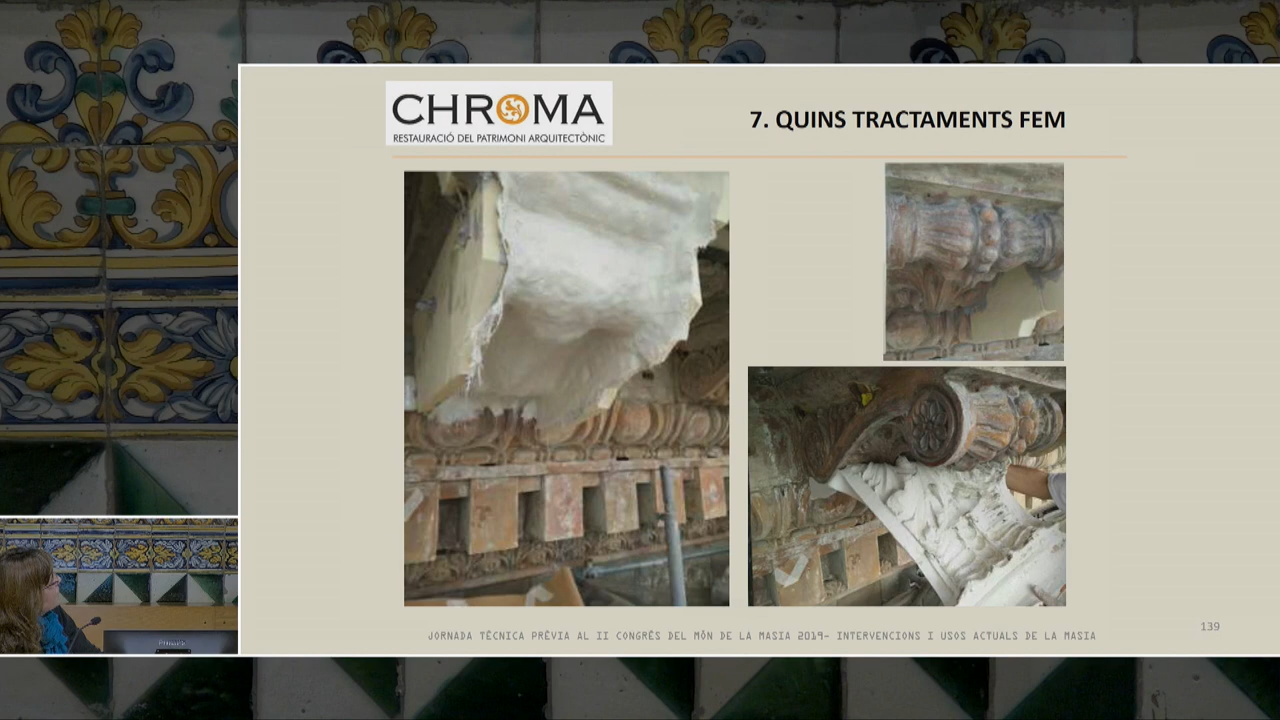 CHROMA
RESTAURACIÓ DEL PATRIMONI ARQUITECTÒNIC
7. QUINS TRACTAMENTS FEM
JORNADA TÈCNICA PRÈVIA AL II CONGRÉS DEL MÓN DE LA MASIA 2019- INTERVENCIONS I USOS ACTUALS DE LA MASIA
139